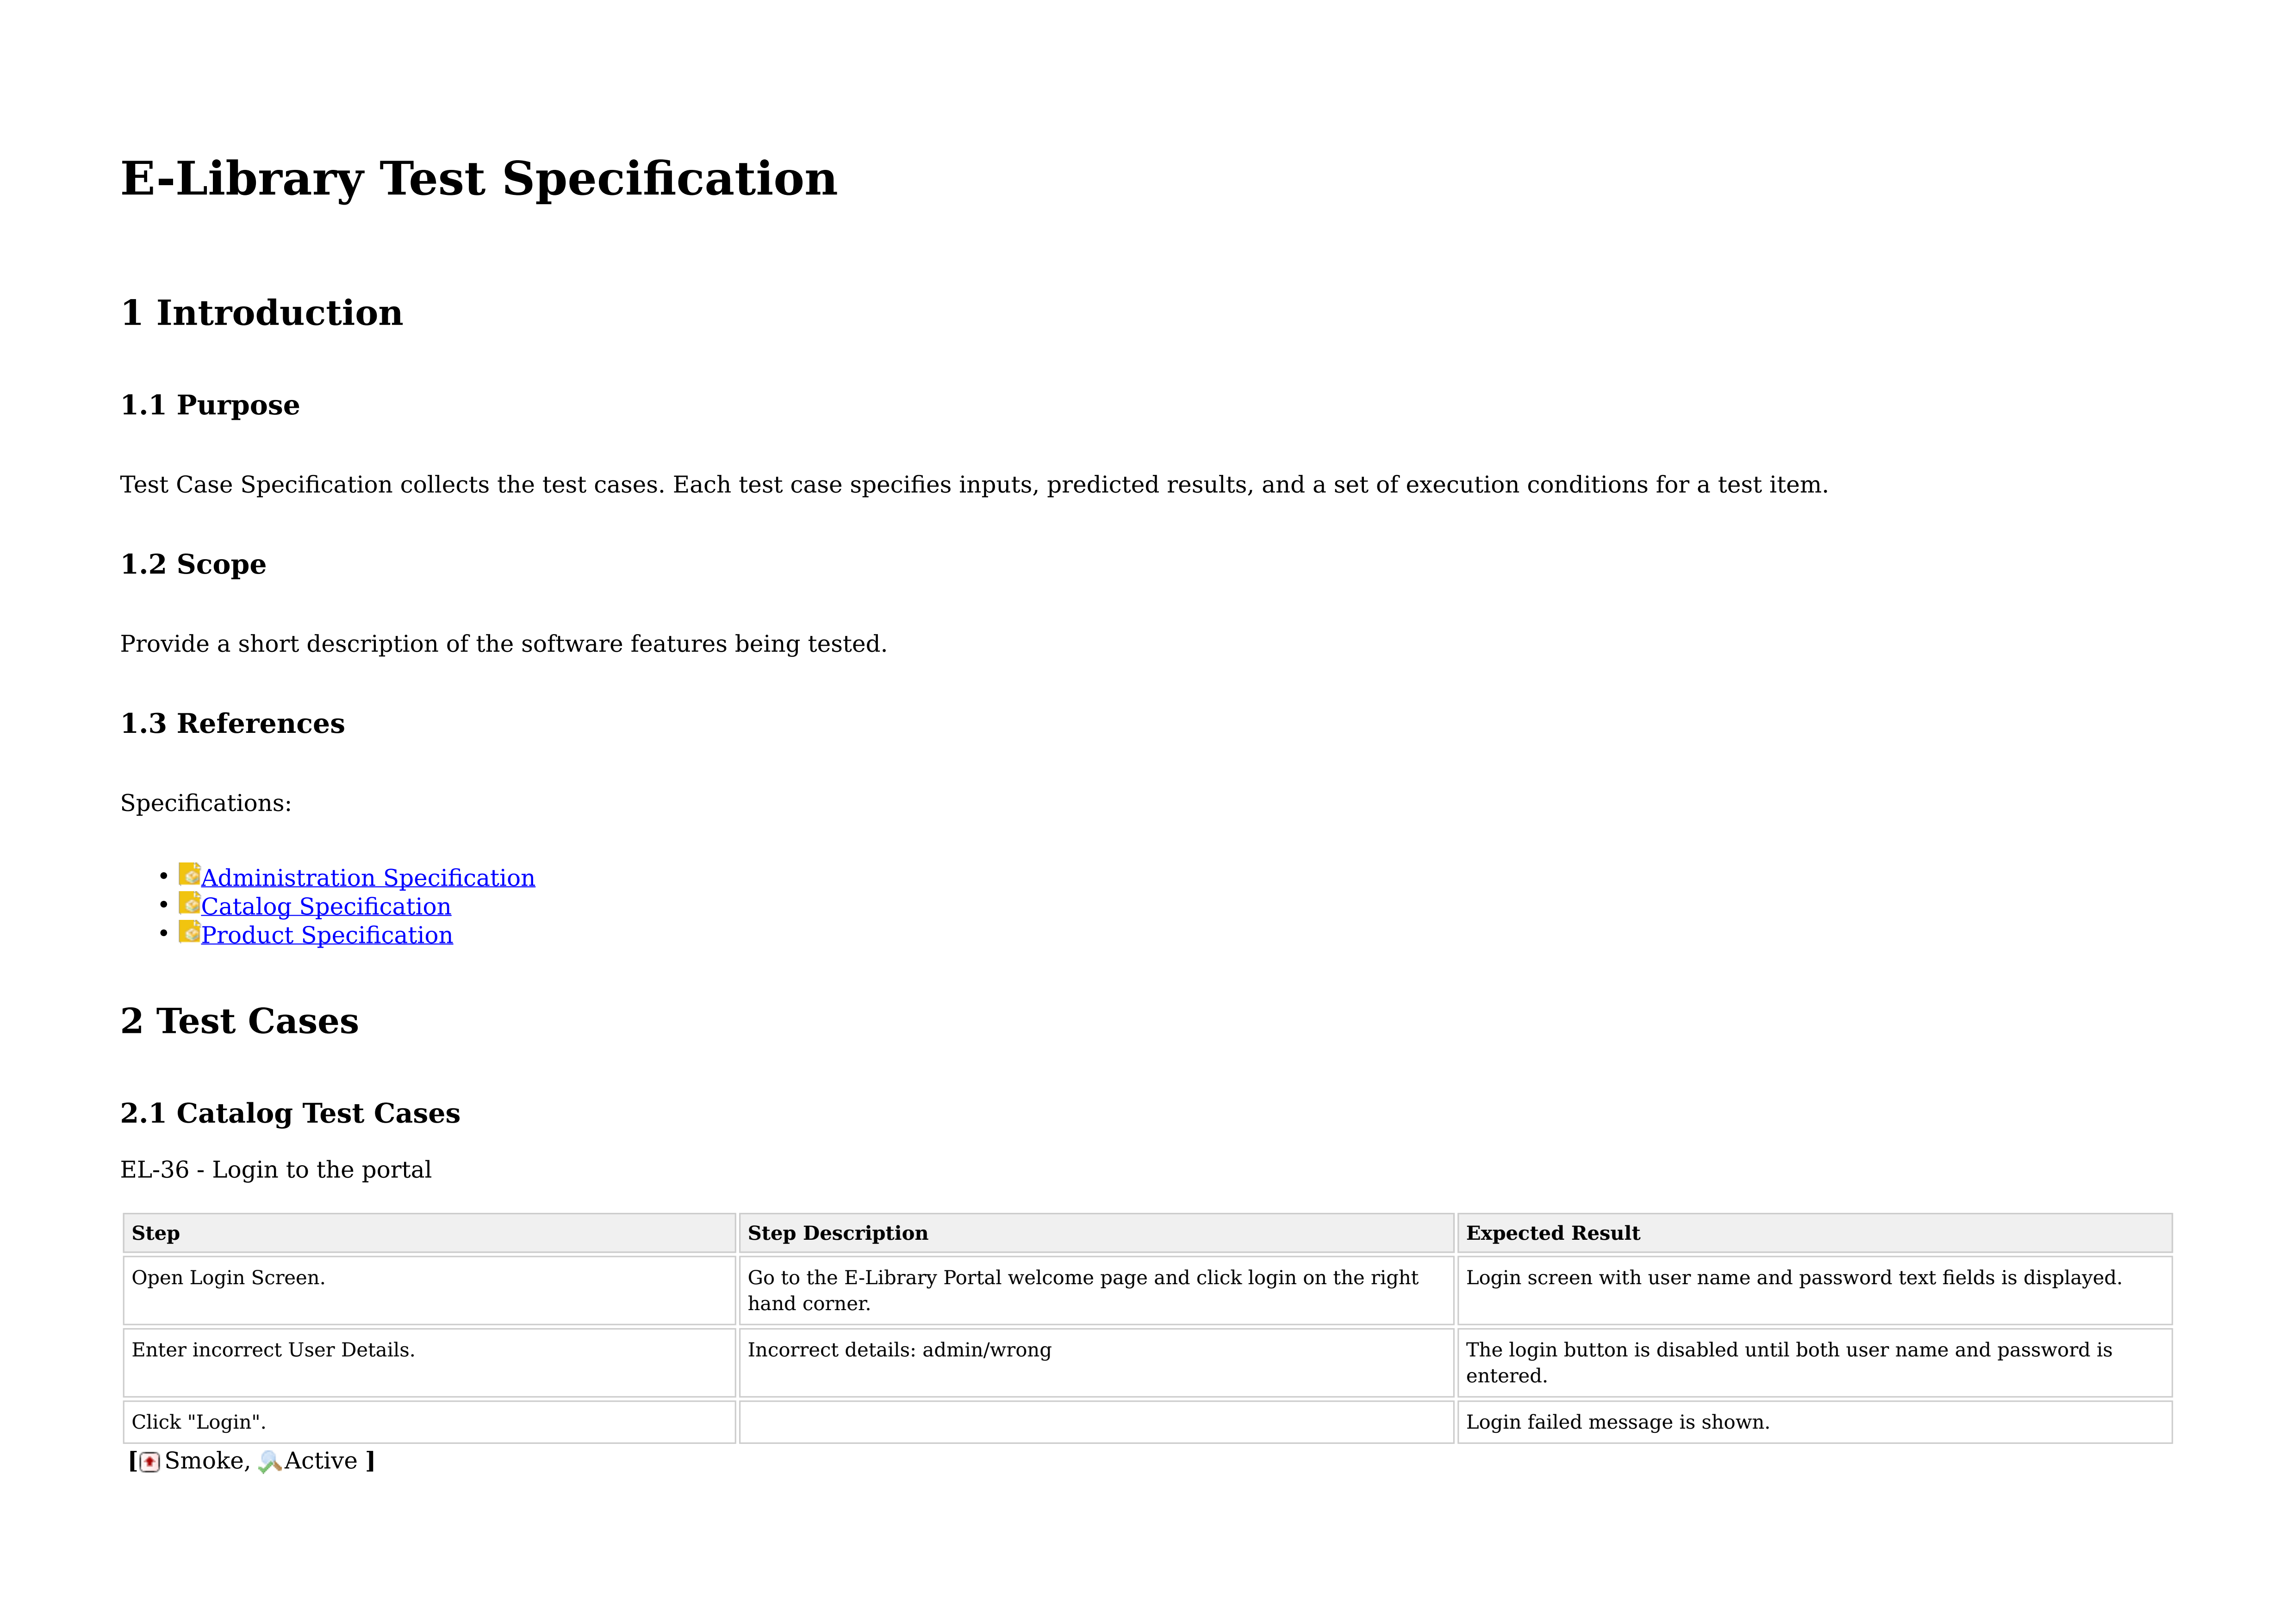 E-Library Test Specification
1 Introduction
1.1 Purpose
Test Case Specification collects the test cases. Each test case specifies inputs, predicted results, and a set of execution conditions for a test item.
1.2 Scope
Provide a short description of the software features being tested.
1.3 References
Specifications:
• Administration Specification
• Catalog Specification
• Product Specification
2 Test Cases
2.1 Catalog Test Cases
EL-36 - Login to the portal
Step Step Description Expected Result
Open Login Screen. Go to the E-Library Portal welcome page and click login on the right Login screen with user name and password text fields is displayed.
hand corner.
Enter incorrect User Details. Incorrect details: admin/wrong The login button is disabled until both user name and password is
entered.
Click "Login". Login failed message is shown.
[ Smoke, Active ]